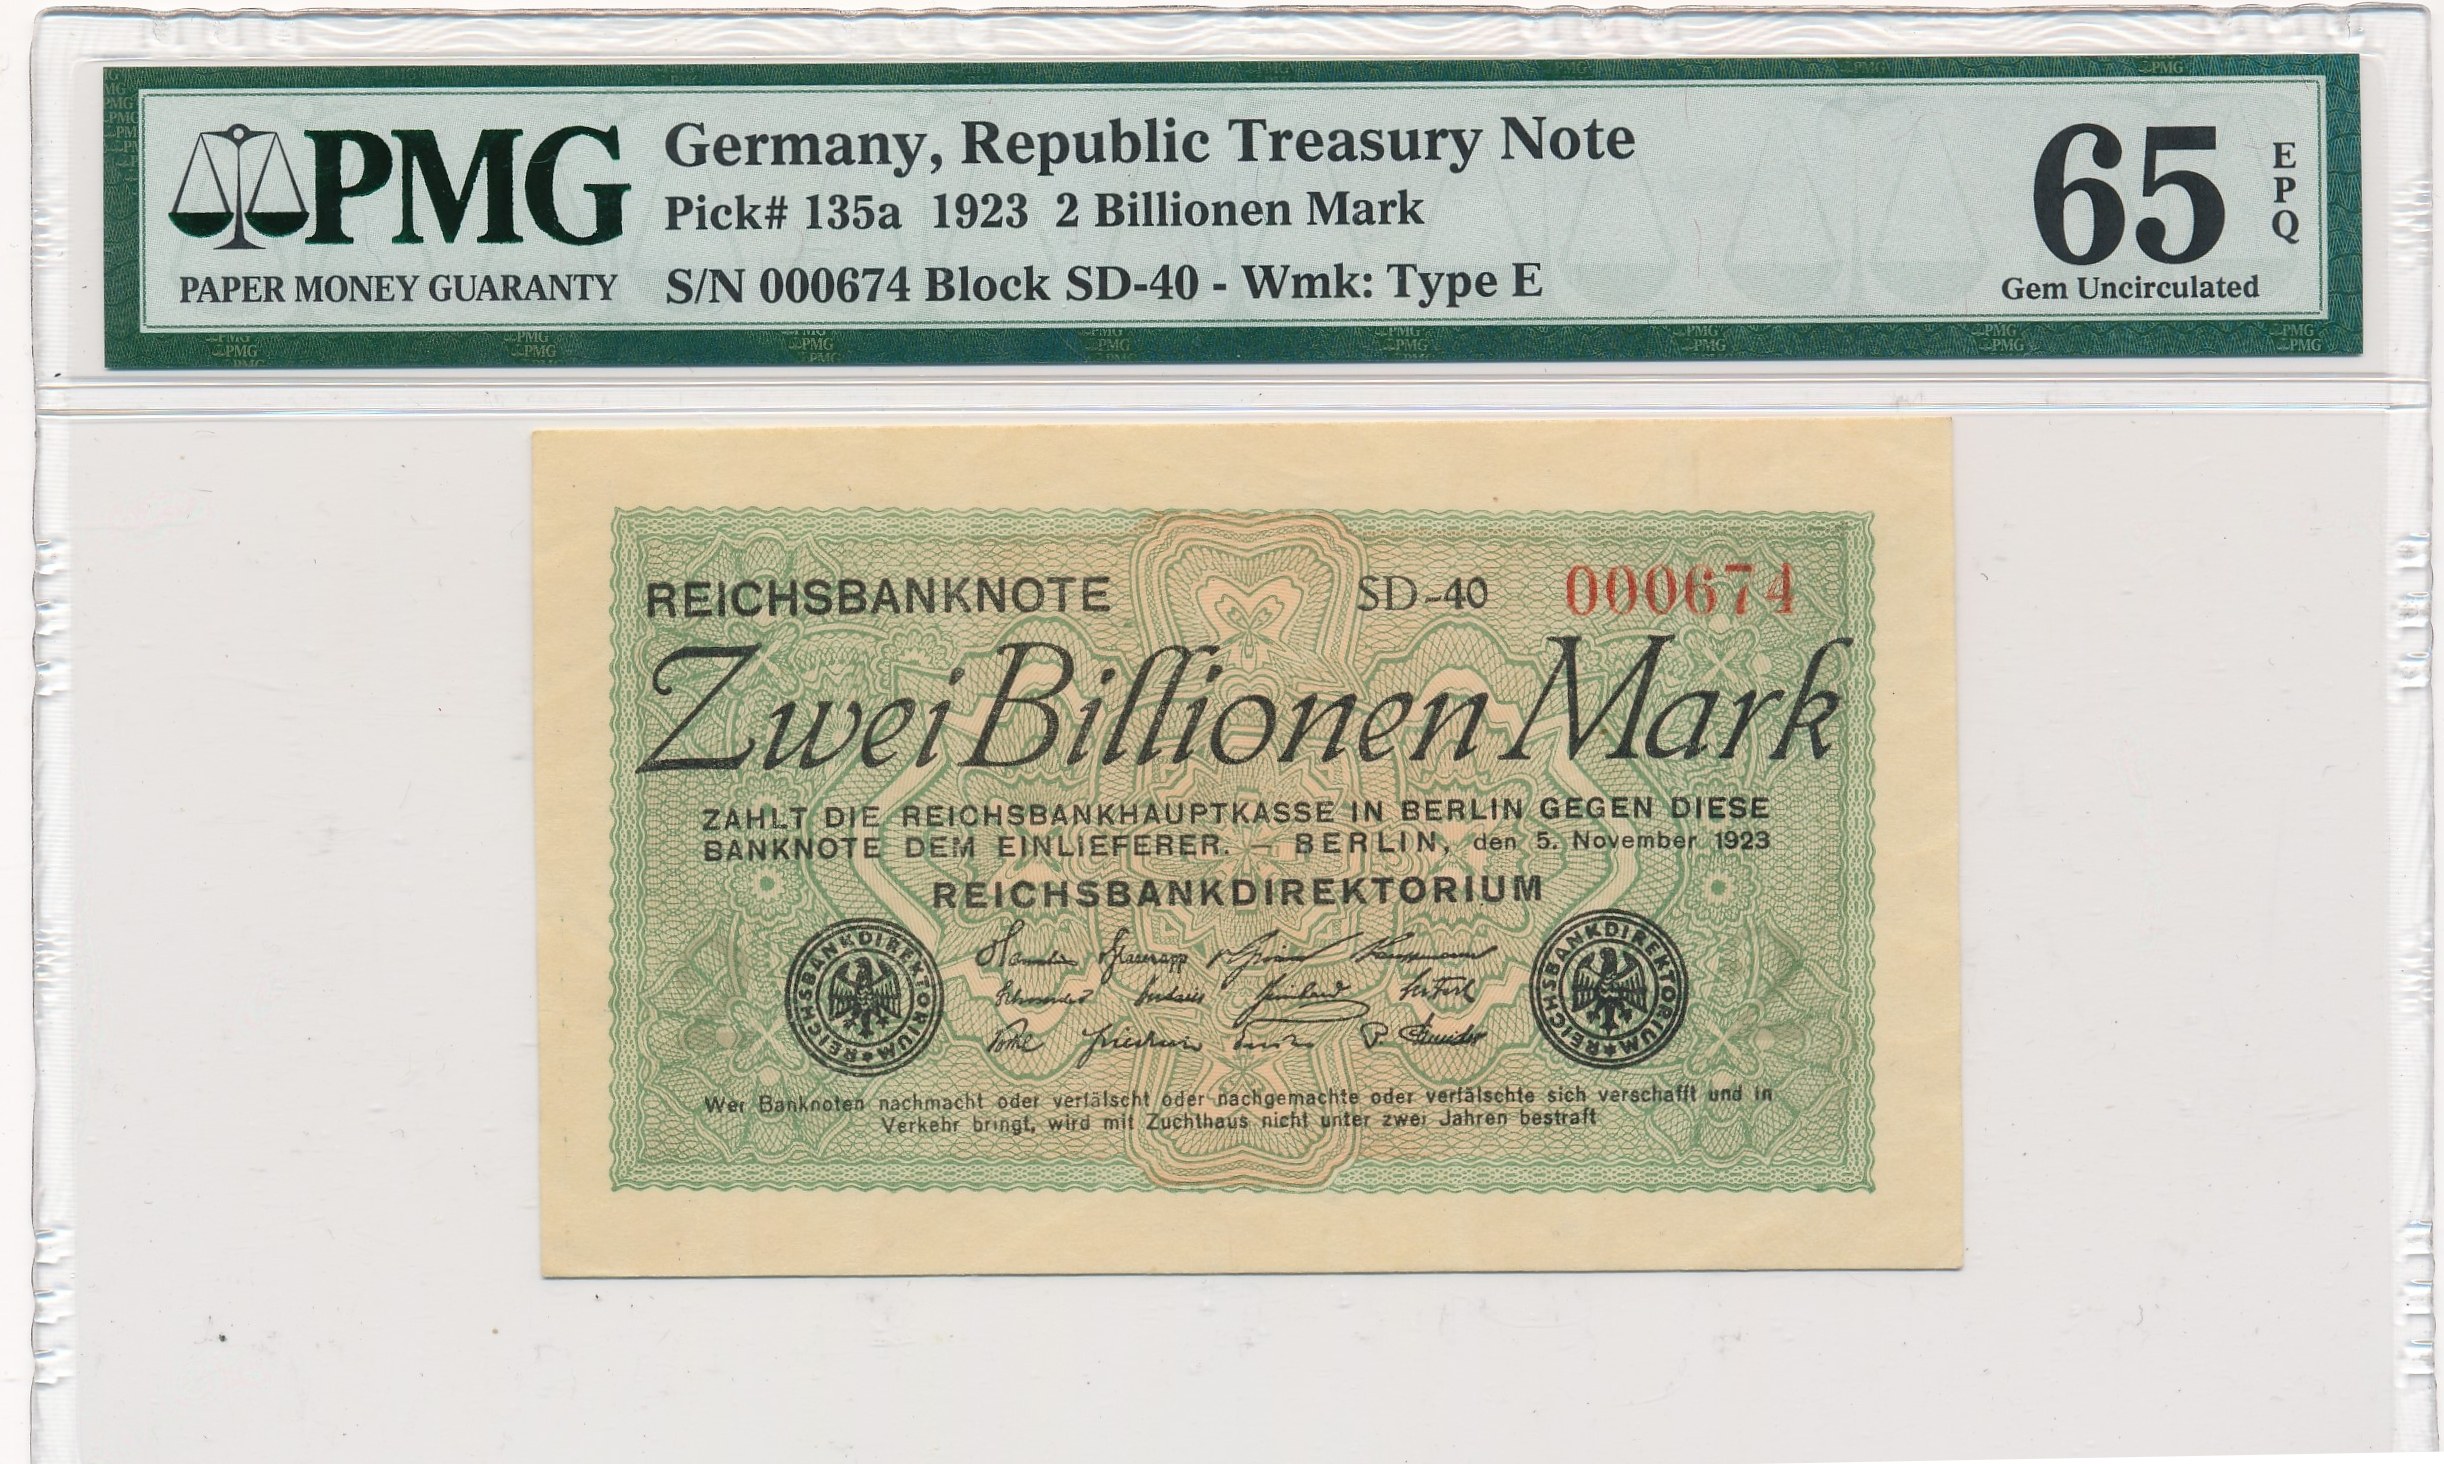 PMG
PAPER MONEY GUARANTY
Germany, Republic Treasury Note
Pick# 135a 1923 2 Billionen Mark
S/N 000674 Block SD-40 - Wmk: Type E
65
EPQ
Gem Uncirculated
REICHSBANKNOTE SD-40 000674
Zwei Billionen Mark
ZAHLT DIE REICHSBANKHAUPTKASSE IN BERLIN GEGEN DIESE
BANKNOTE DEM EINLIEFERER. – BERLIN, den 5. November 1923
REICHSBANKDIREKTORIUM
REICHSBANKDIREKTORIUM
REICHSBANKDIREKTORIUM
Wer Banknoten nachmacht oder verfälscht oder nachgemachte oder verfälschte sich verschafft und in
Verkehr bringt, wird mit Zuchthaus nicht unter zwei Jahren bestraft